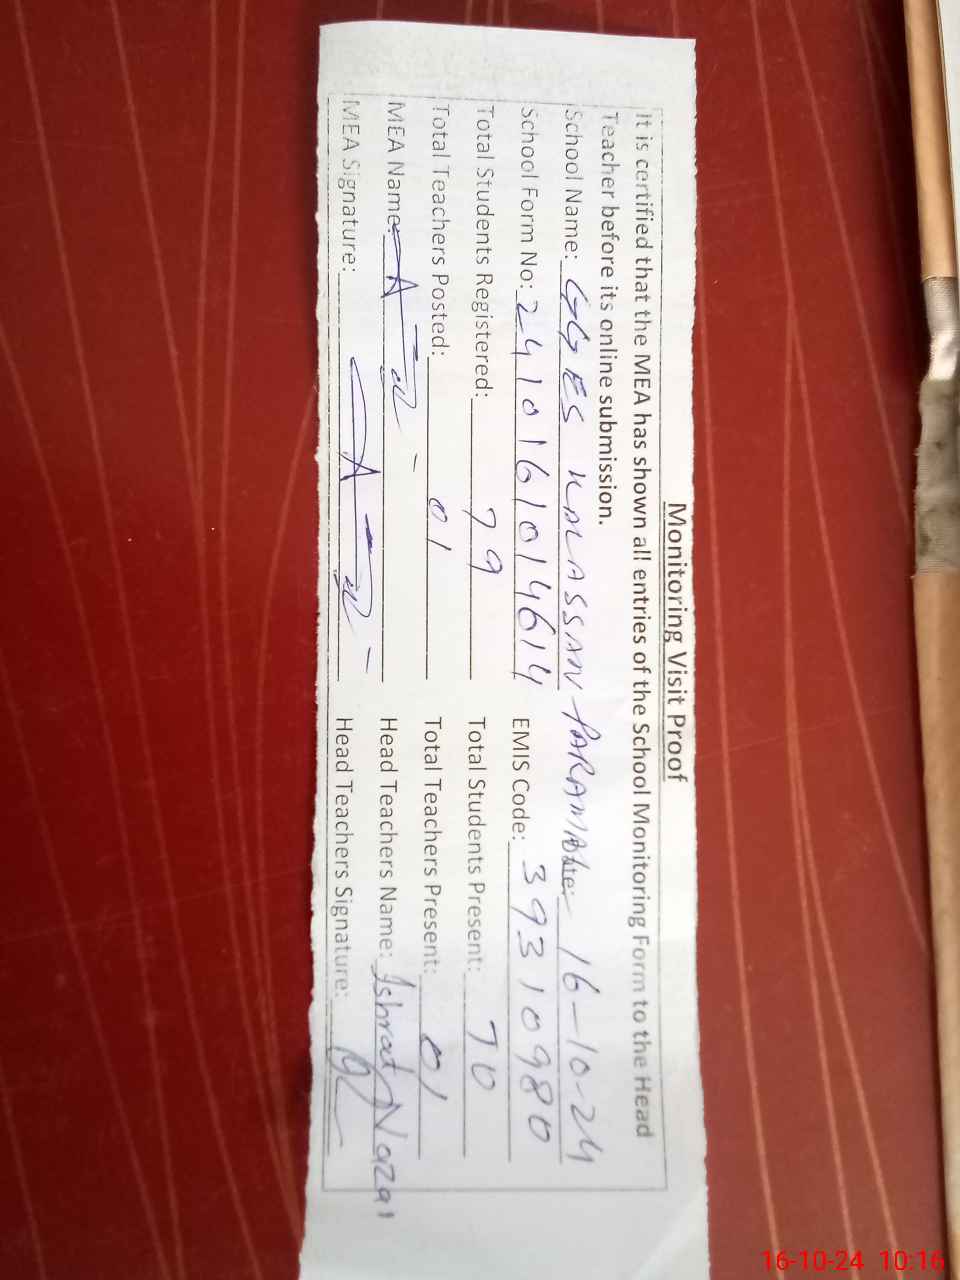 Monitoring Visit Proof
It is certified that the MEA has shown all entries of the School Monitoring Form to the Head
Teacher before its online submission.
School Name: GGES KALASSAN Date: 16-10-24
School Form No: 2410161014614 EMIS Code: 39310980
Total Students Registered: 79 Total Students Present: 70
Total Teachers Posted: 01 Total Teachers Present: 01
MEA Name: Head Teachers Name: Ishrat Naza
MEA Signature: Head Teachers Signature:
16-10-24 10:16